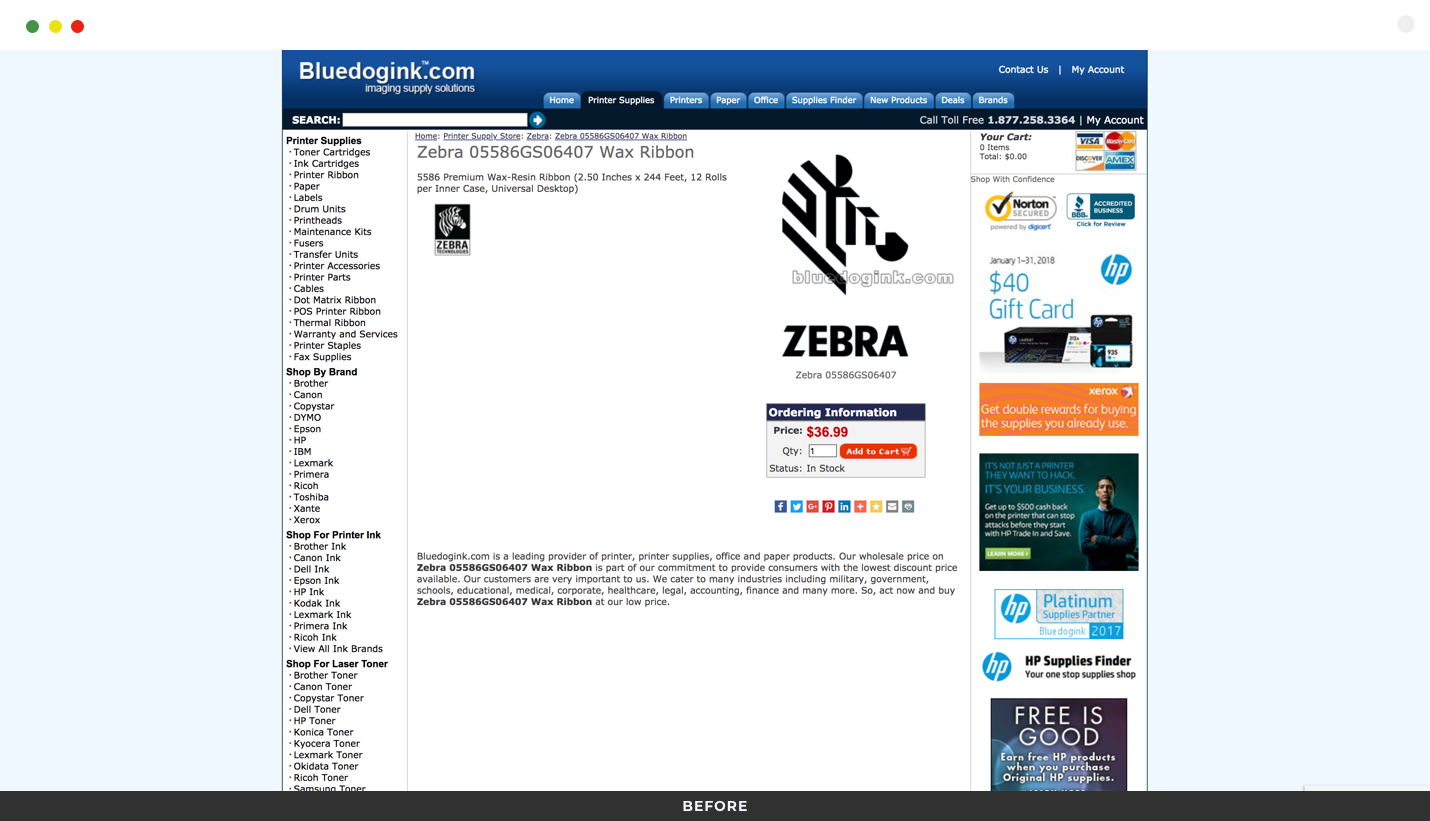 Bluedogink.com™
imaging supply solutions
Contact Us | My Account
Home Printer Supplies Printers Paper Office Supplies Finder New Products Deals Brands
SEARCH:
Call Toll Free 1.877.258.3364 | My Account
Printer Supplies
· Toner Cartridges
· Ink Cartridges
· Printer Ribbon
· Paper
· Labels
· Drum Units
· Printheads
· Maintenance Kits
· Fusers
· Transfer Units
· Printer Accessories
· Printer Parts
· Cables
· Dot Matrix Ribbon
· POS Printer Ribbon
· Thermal Ribbon
· Warranty and Services
· Printer Staples
· Fax Supplies
Shop By Brand
· Brother
· Canon
· Copystar
· DYMO
· Epson
· HP
· IBM
· Lexmark
· Primera
· Ricoh
· Toshiba
· Xante
· Xerox
Shop For Printer Ink
· Brother Ink
· Canon Ink
· Dell Ink
· Epson Ink
· HP Ink
· Kodak Ink
· Lexmark Ink
· Primera Ink
· Ricoh Ink
· View All Ink Brands
Shop For Laser Toner
· Brother Toner
· Canon Toner
· Copystar Toner
· Dell Toner
· HP Toner
· Konica Toner
· Kyocera Toner
· Lexmark Toner
· Okidata Toner
· Ricoh Toner
· Samsung Toner
Home: Printer Supply Store: Zebra: Zebra 05586GS06407 Wax Ribbon
Zebra 05586GS06407 Wax Ribbon
5586 Premium Wax-Resin Ribbon (2.50 Inches x 244 Feet, 12 Rolls
per Inner Case, Universal Desktop)
ZEBRA
TECHNOLOGIES
bluedogink.com
ZEBRA
Zebra 05586GS06407
Ordering Information
Price: $36.99
Qty: 1 Add to Cart
Status: In Stock
Bluedogink.com is a leading provider of printer, printer supplies, office and paper products. Our wholesale price on
Zebra 05586GS06407 Wax Ribbon is part of our commitment to provide consumers with the lowest discount price
available. Our customers are very important to us. We cater to many industries including military, government,
schools, educational, medical, corporate, healthcare, legal, accounting, finance and many more. So, act now and buy
Zebra 05586GS06407 Wax Ribbon at our low price.
Your Cart:
0 Items
Total: $0.00
VISA MasterCard
DISCOVER AMEX
Shop With Confidence
Norton
SECURED
powered by digicert
BBB
ACCREDITED
BUSINESS
Click for Review
January 1–31, 2018
hp
$40
Gift Card
935
xerox
Get double rewards for buying
the supplies you already use.
IT'S NOT JUST A PRINTER
THEY WANT TO HACK.
IT'S YOUR BUSINESS.
Get up to $500 cash back
on the printer that can stop
attacks before they start
with HP Trade In and Save.
LEARN MORE
hp
Platinum
Supplies Partner
Bluedogink 2017
hp
HP Supplies Finder
Your one stop supplies shop
FREE IS
GOOD
Earn free HP products
when you purchase
Original HP supplies.
BEFORE